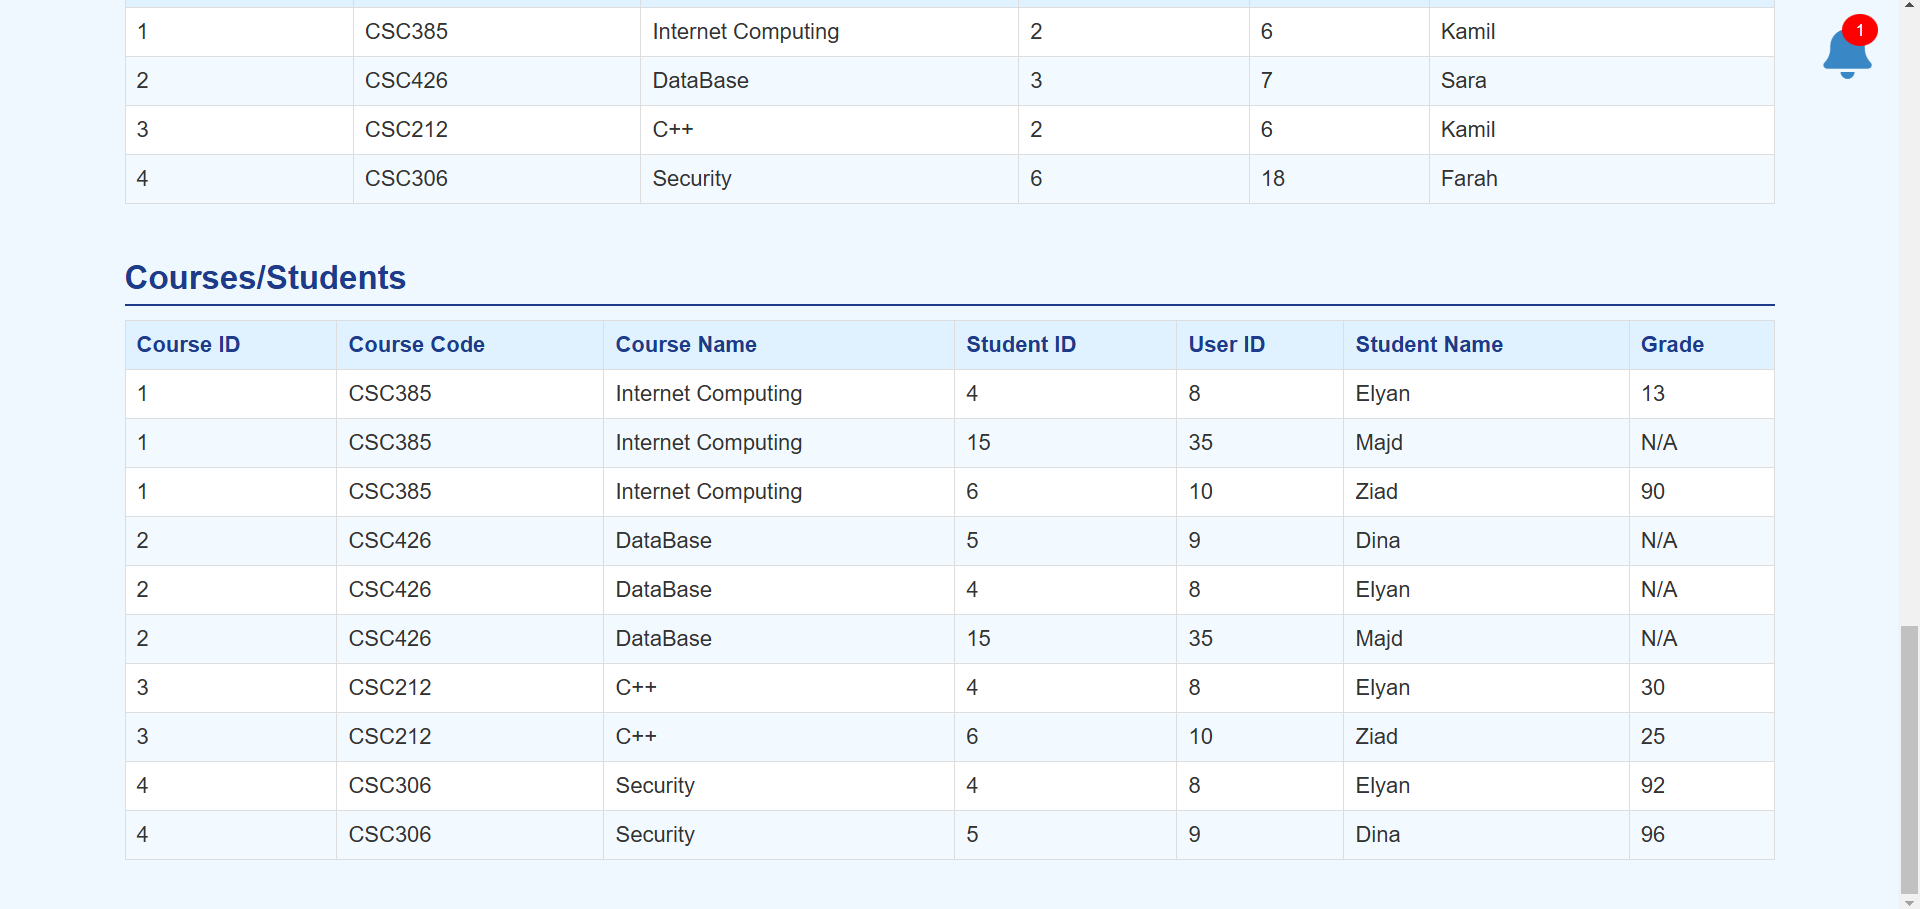 1 CSC385 Internet Computing 2 6 Kamil
1
2 CSC426 DataBase 3 7 Sara
3 CSC212 C++ 2 6 Kamil
4 CSC306 Security 6 18 Farah
Courses/Students
Course ID Course Code Course Name Student ID User ID Student Name Grade
1 CSC385 Internet Computing 4 8 Elyan 13
1 CSC385 Internet Computing 15 35 Majd N/A
1 CSC385 Internet Computing 6 10 Ziad 90
2 CSC426 DataBase 5 9 Dina N/A
2 CSC426 DataBase 4 8 Elyan N/A
2 CSC426 DataBase 15 35 Majd N/A
3 CSC212 C++ 4 8 Elyan 30
3 CSC212 C++ 6 10 Ziad 25
4 CSC306 Security 4 8 Elyan 92
4 CSC306 Security 5 9 Dina 96